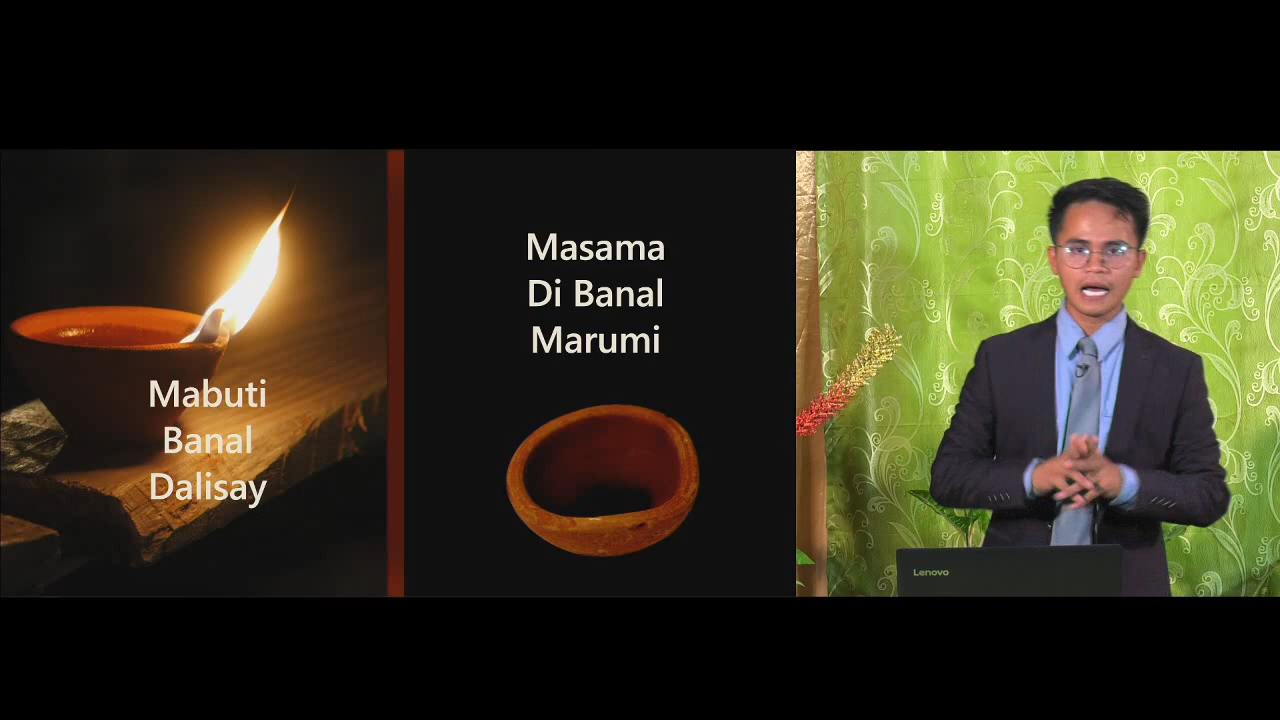 Mabuti
Banal
Dalisay
Masama
Di Banal
Marumi
Lenovo